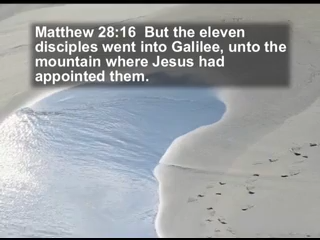 Matthew 28:16  But the eleven
disciples went into Galilee, unto the
mountain where Jesus had
appointed them.